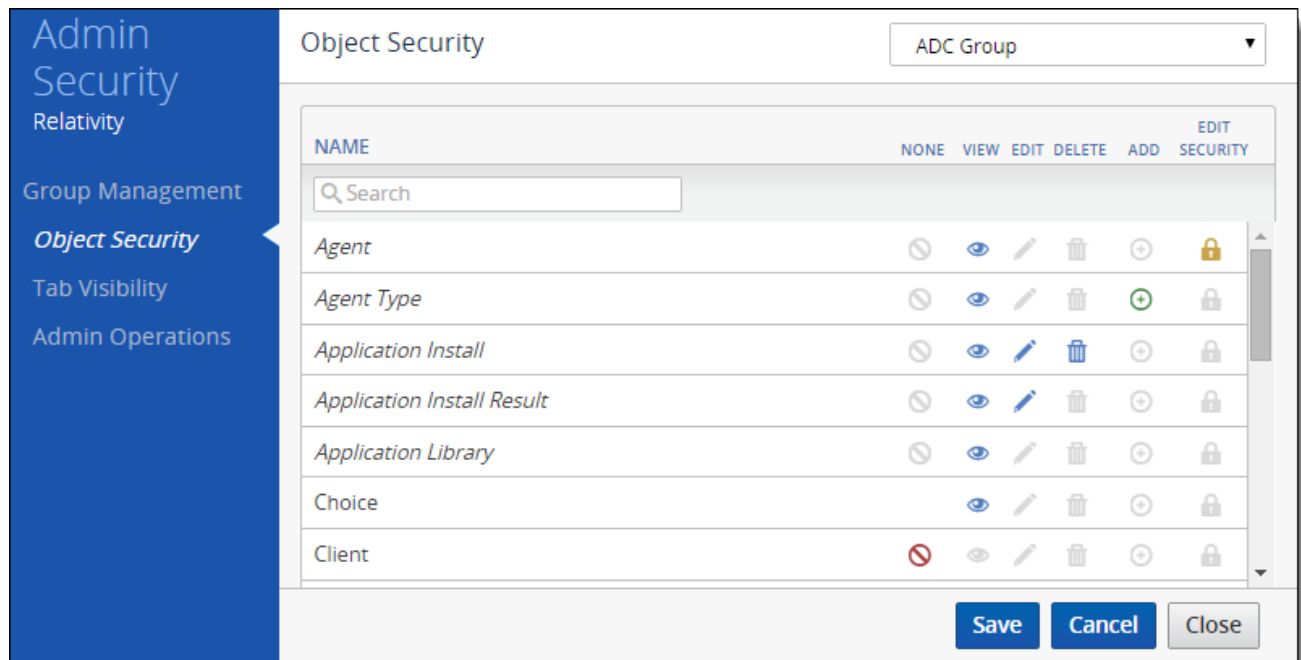 Admin
Security
Relativity
Group Management
Object Security
Tab Visibility
Admin Operations
Object Security
ADC Group
NAME
NONE VIEW EDIT DELETE ADD EDIT SECURITY
Search
Agent
Agent Type
Application Install
Application Install Result
Application Library
Choice
Client
Save Cancel Close